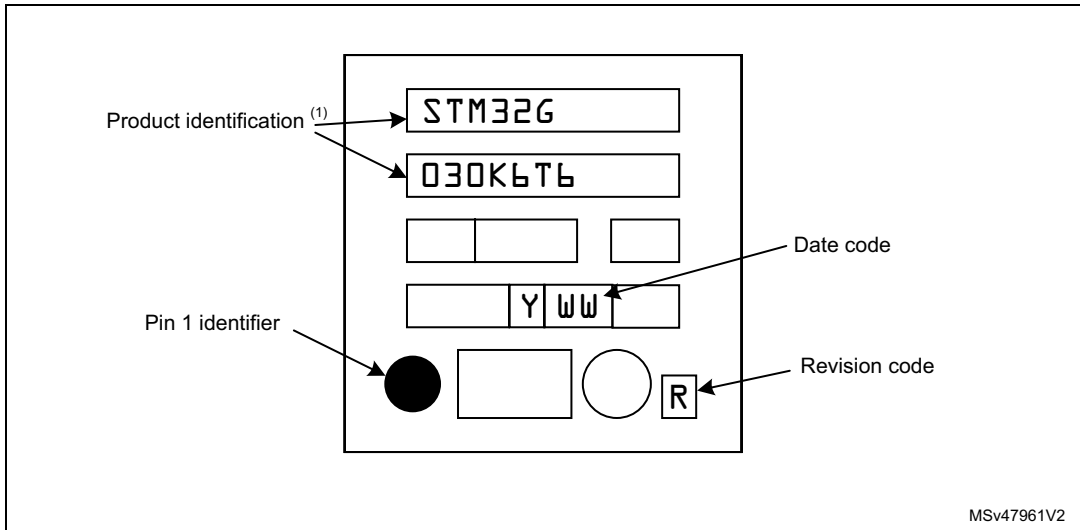 STM32G
Product identification (1)
030K6T6
Date code
Y WW
Pin 1 identifier
Revision code
R
MSv47961V2